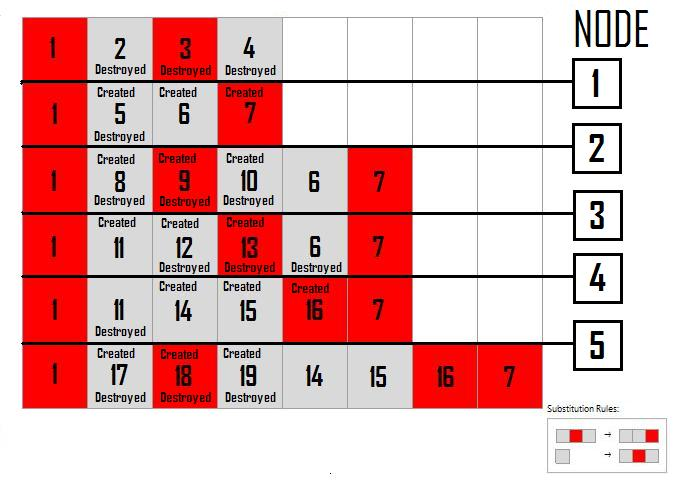 NODE
1 2 3 4
Destroyed Destroyed Destroyed
1
Created Created Created
1 5 6 7
Destroyed
2
Created Created Created
1 8 9 10 6 7
Destroyed Destroyed Destroyed
3
Created Created Created
1 11 12 13 6 7
Destroyed Destroyed Destroyed
4
Created Created Created
1 11 14 15 16 7
Destroyed
5
Created Created Created
1 17 18 19 14 15 16 7
Destroyed Destroyed Destroyed
Substitution Rules:
→
→